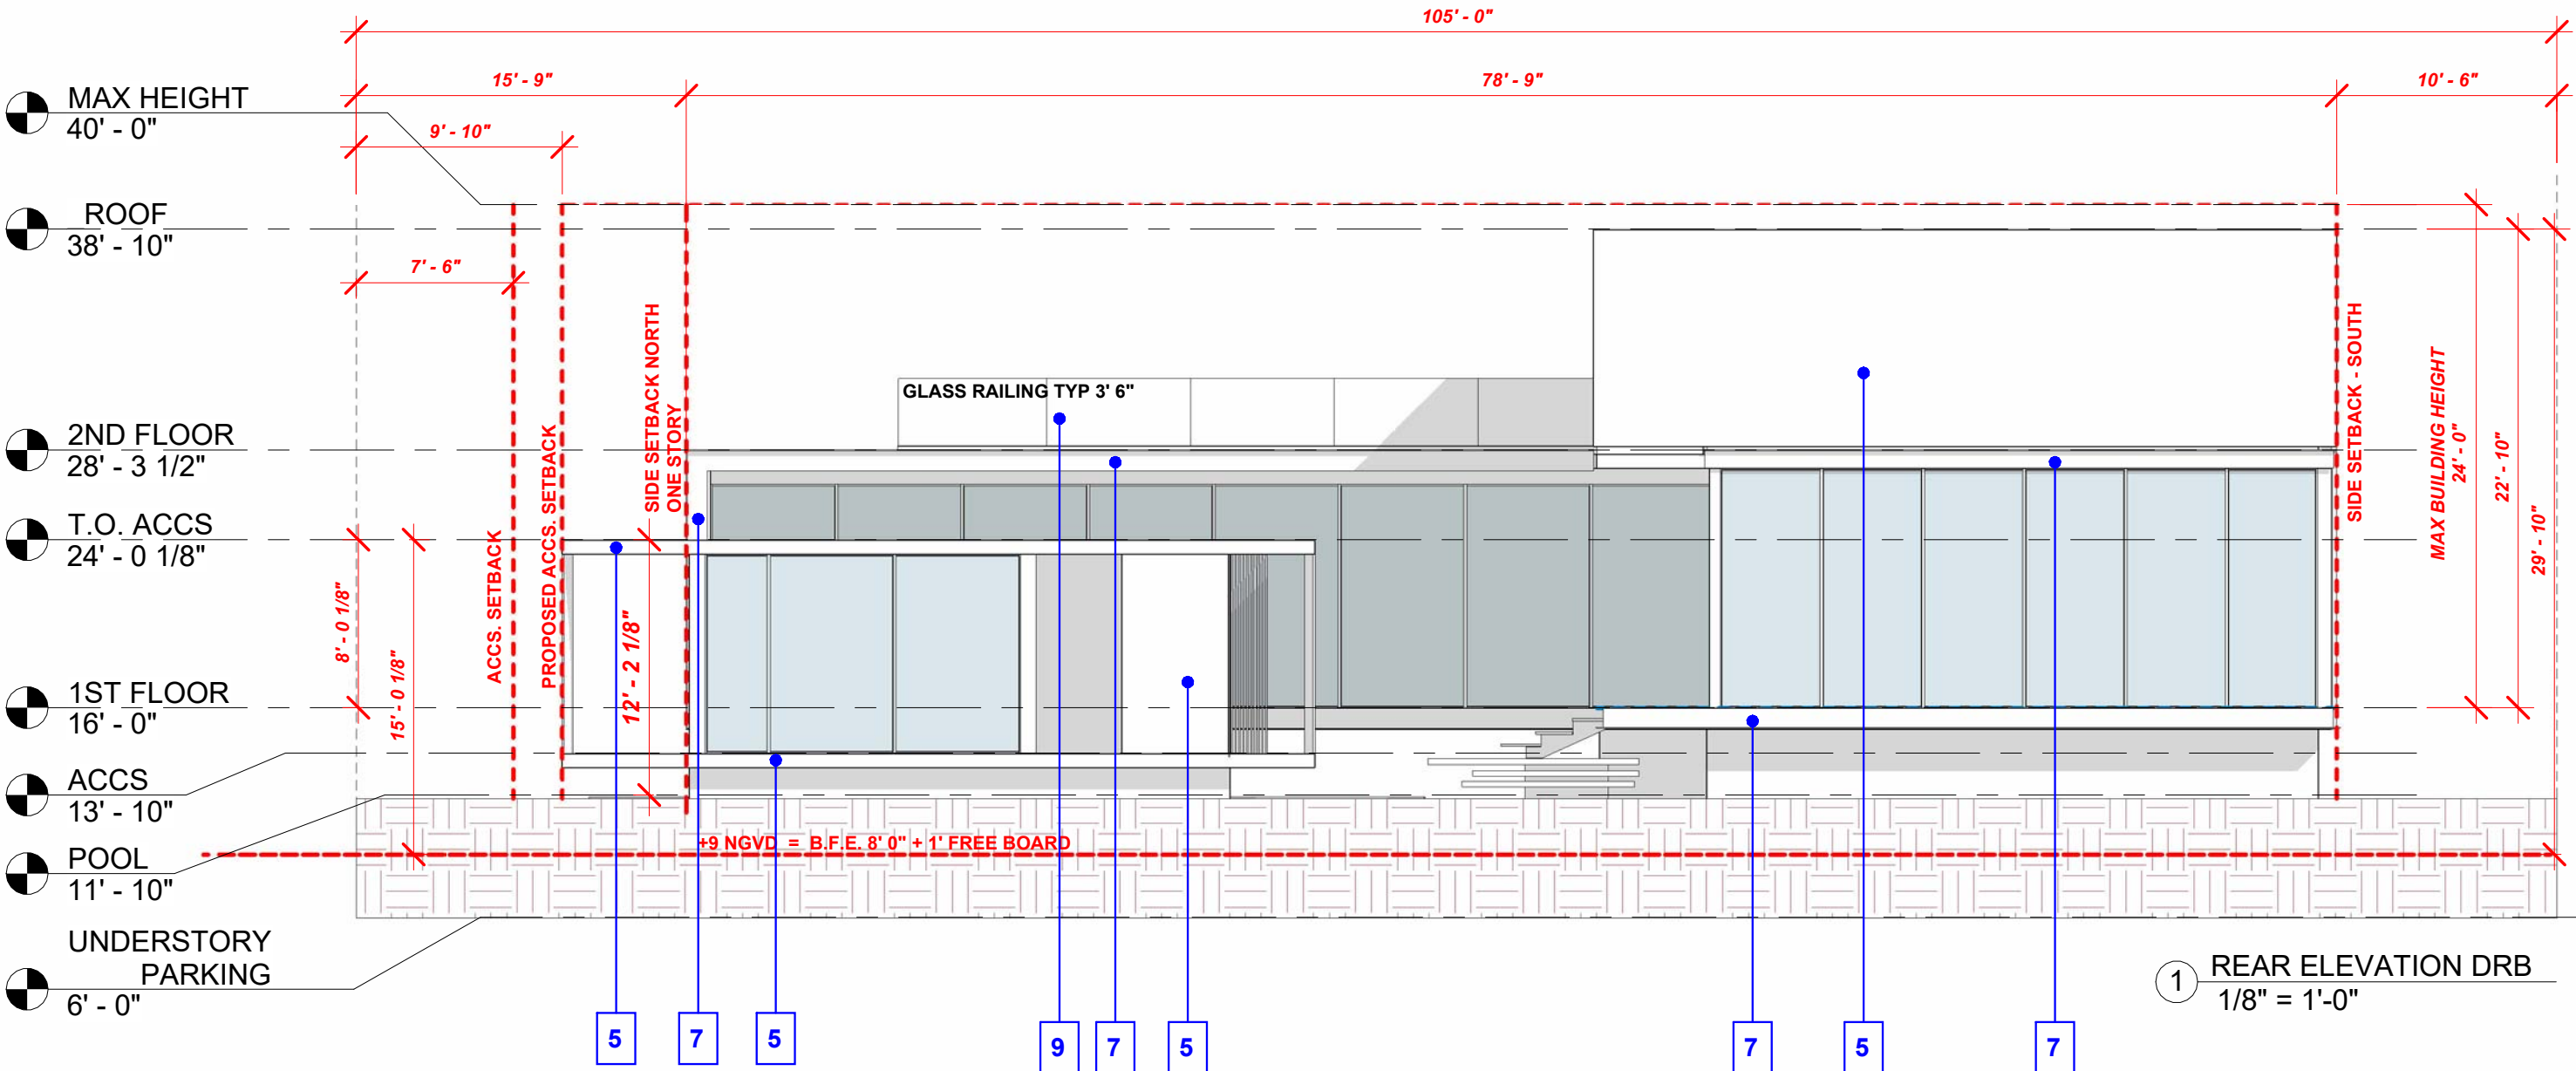 105' - 0"
15' - 9"
78' - 9"
10' - 6"
MAX HEIGHT
40' - 0"
9' - 10"
ROOF
38' - 10"
7' - 6"
GLASS RAILING TYP 3' 6"
SIDE SETBACK NORTH
ONE STORY
SIDE SETBACK - SOUTH
MAX BUILDING HEIGHT
24' - 0"
22' - 10"
29' - 10"
2ND FLOOR
28' - 3 1/2"
T.O. ACCS
24' - 0 1/8"
ACCS. SETBACK
PROPOSED ACCS. SETBACK
8' - 0 1/8"
15' - 0 1/8"
12' - 2 1/8"
1ST FLOOR
16' - 0"
ACCS
13' - 10"
+9 NGVD = B.F.E. 8' 0" + 1' FREE BOARD
POOL
11' - 10"
UNDERSTORY
PARKING
6' - 0"
1 REAR ELEVATION DRB
1/8" = 1'-0"
5 7 5 9 7 5 7 5 7